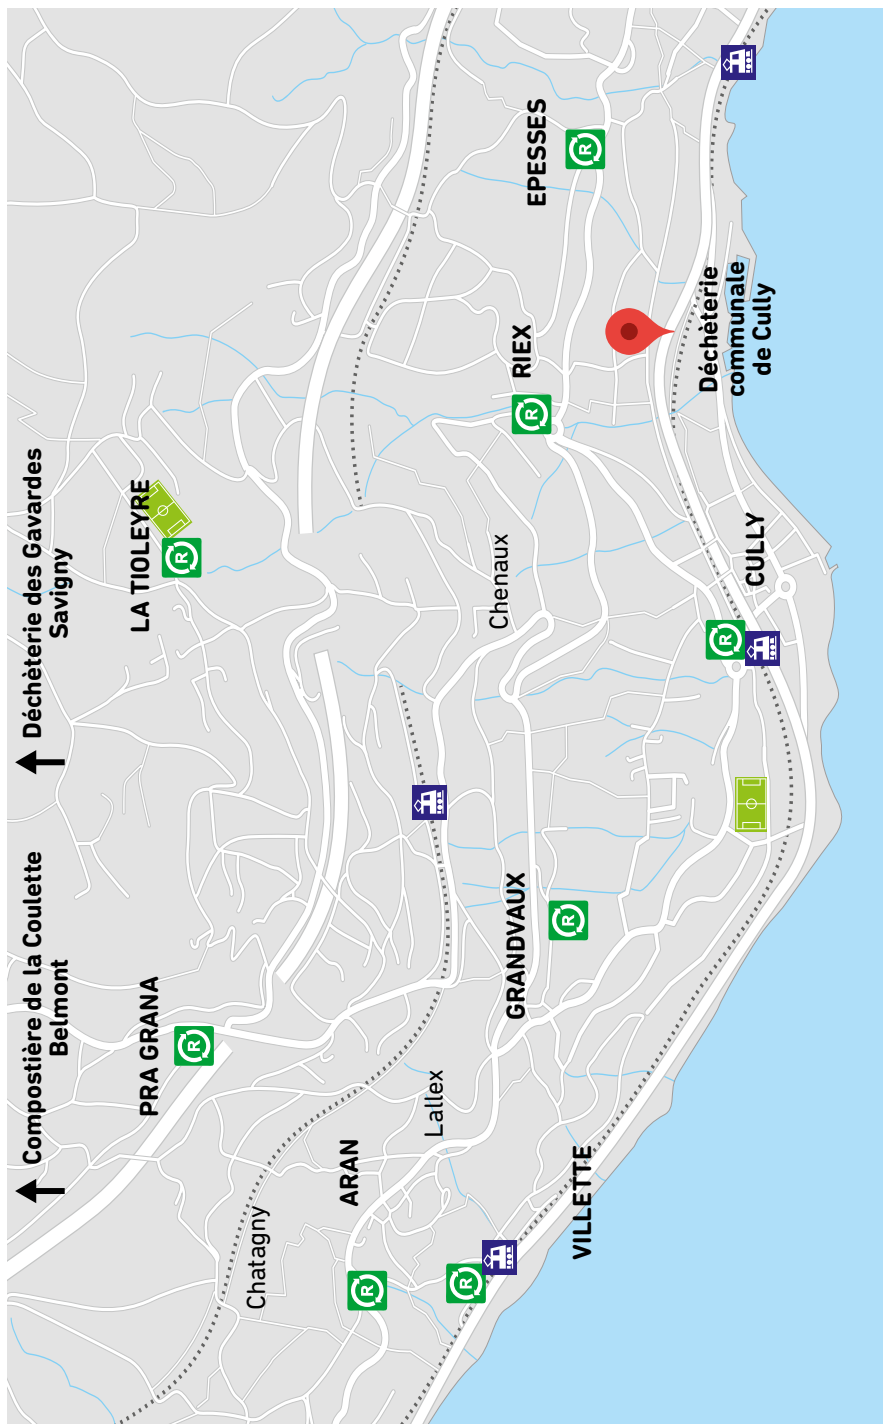 Compostière de la Coulette
Belmont
Déchèterie des Gavardes
Savigny
PRA GRANA
LA TIOLEYRE
Chatagny
ARAN
Lallex
GRANDVAUX
Chenaux
RIEX
EPESSES
VILLETTE
CULLY
Déchèterie
communale
de Cully
R
R
R
R
R
R
R
R